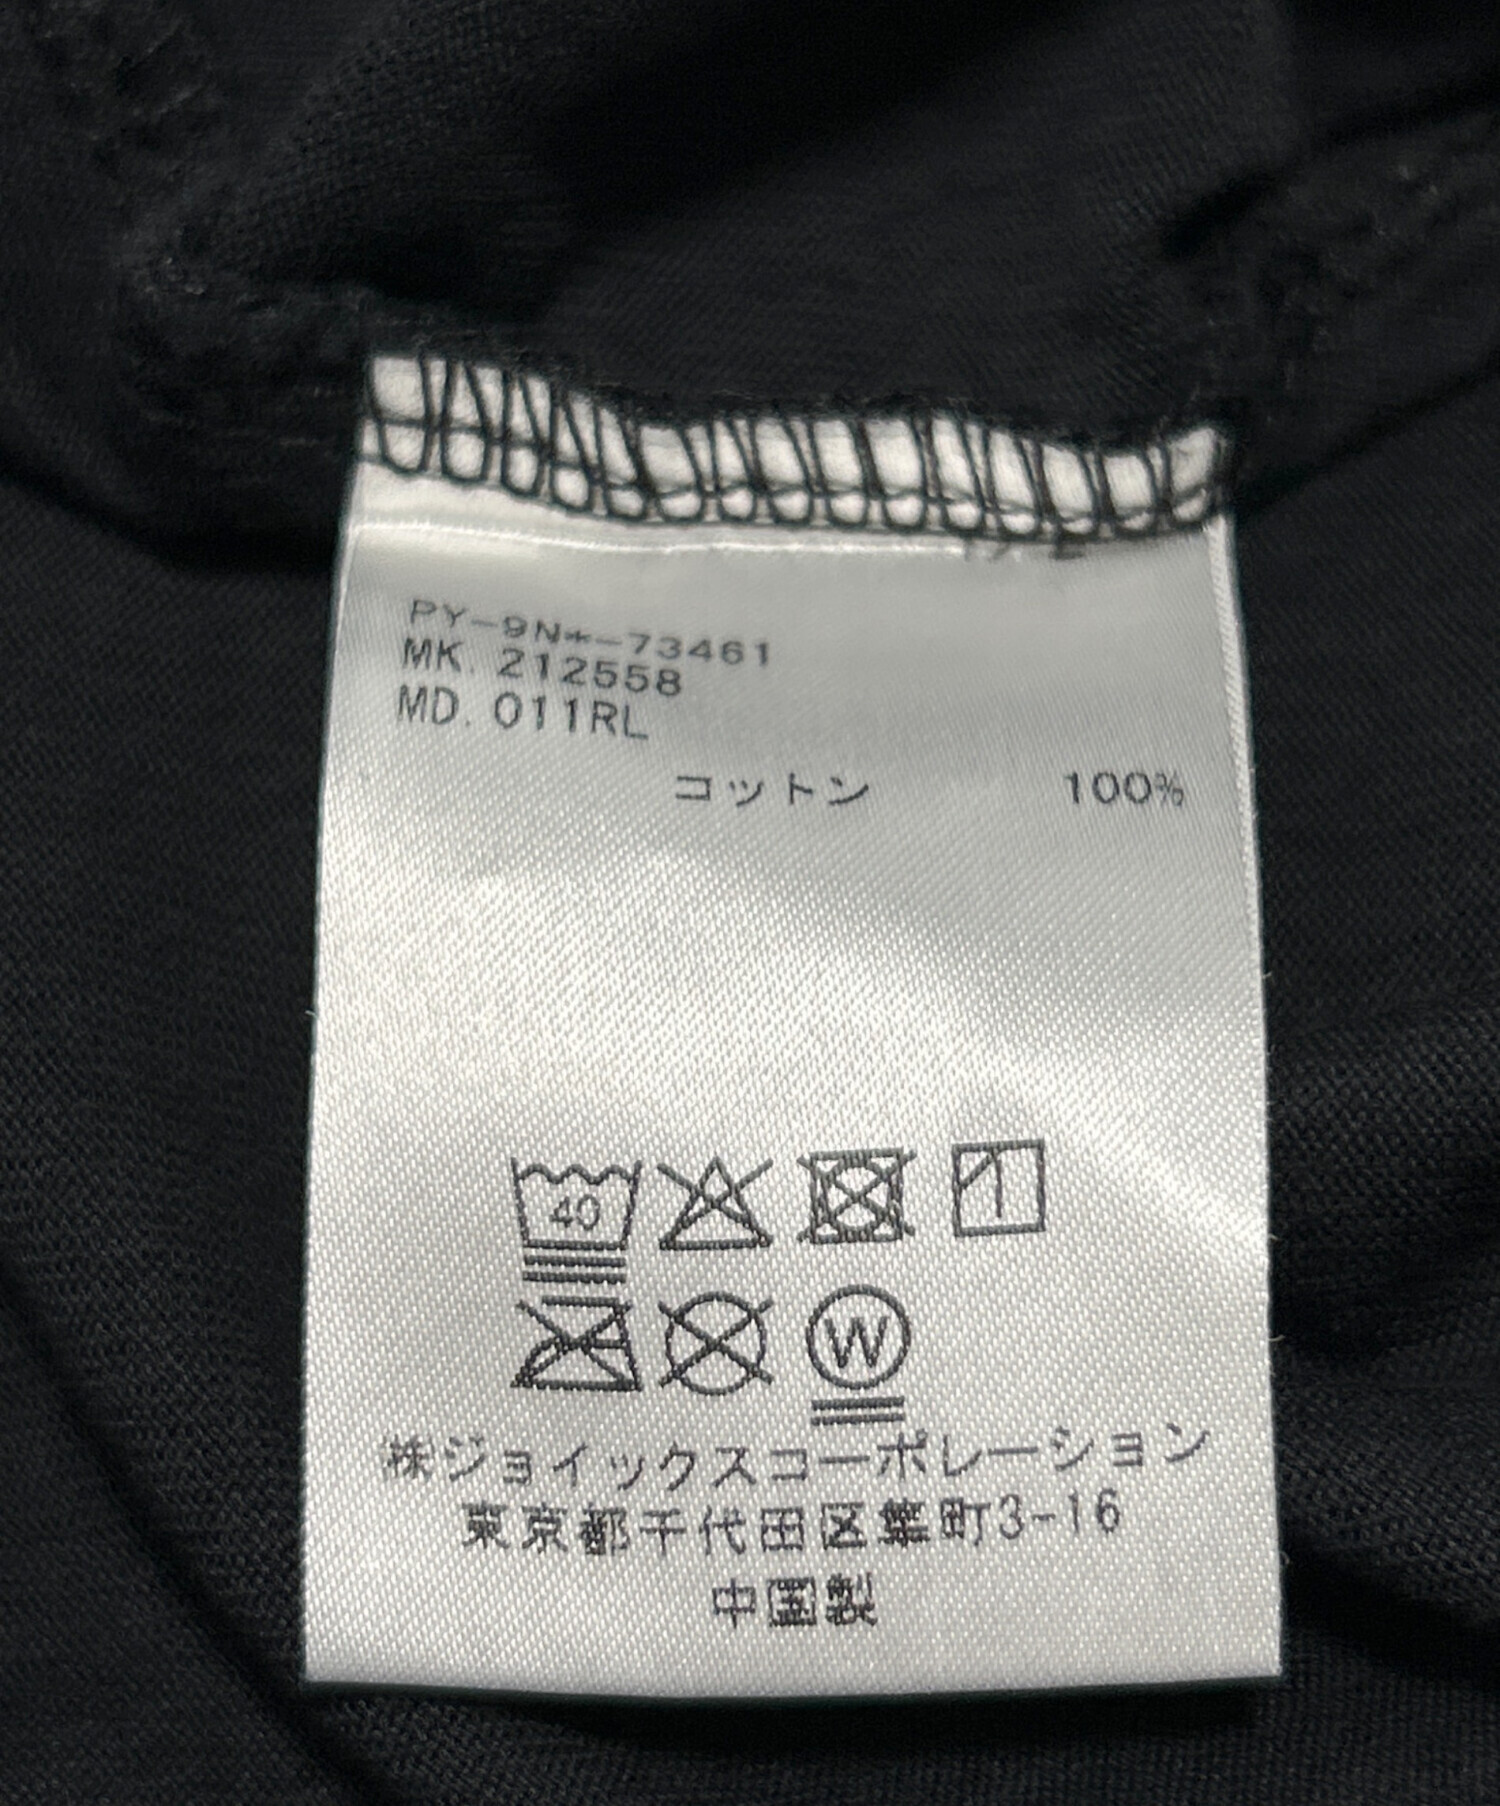 PY-9N*-73461
MK. 212558
MD. 011RL
コットン 100%
40
W
㈱ジョイックスコーポレーション
東京都千代田区隼町3-16
中国製